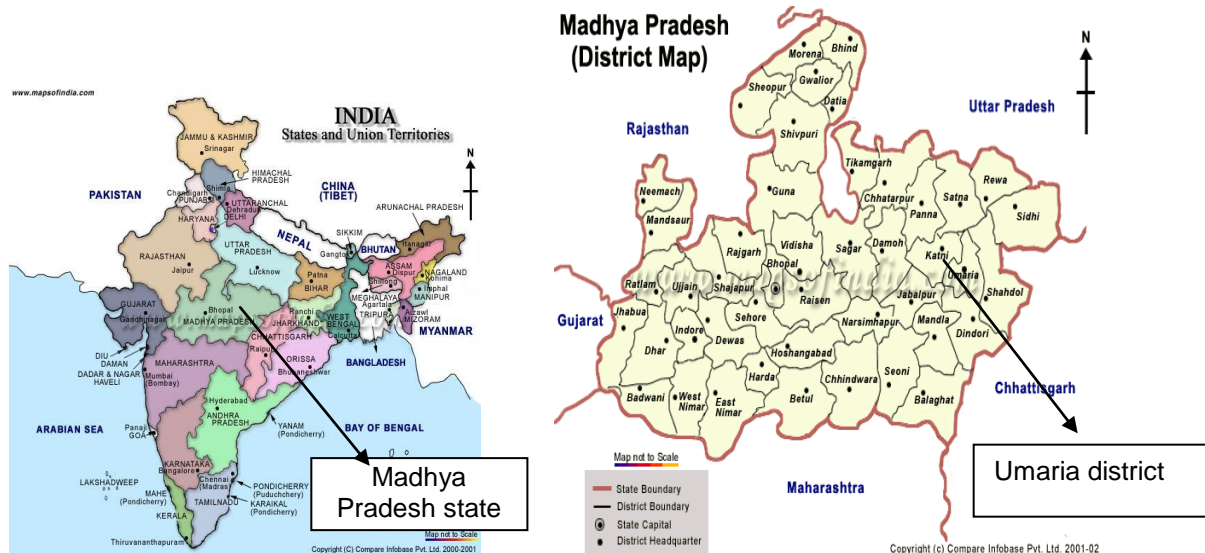 www.mapsofindia.com
INDIA
States and Union Territories
N
JAMMU & KASHMIR
Srinagar
HIMACHAL
PRADESH
Shimla
Chandigarh
PUNJAB
PAKISTAN
CHINA
(TIBET)
UTTARANCHAL
Dehradun
DELHI
HARYANA
ARUNACHAL PRADESH
Itanagar
NEPAL
SIKKIM
Gangtok
BHUTAN
RAJASTHAN
Jaipur
UTTAR
PRADESH
Lucknow
Patna
BIHAR
ASSAM
Dispur
Shillong
MEGHALAYA
NAGALAND
Kohima
Imphal
MANIPUR
Agartala
TRIPURA
Aizawl
MIZORAM
MYANMAR
GUJARAT
Gandhinagar
Bhopal
MADHYA PRADESH
Ranchi
JHARKHAND
WEST
BENGAL
Calcutta
CHHATTISGARH
Raipur
BANGLADESH
DIU
DAMAN
DADAR & NAGAR
HAVELI
MAHARASHTRA
Mumbai
(Bombay)
ORISSA
Bhubaneshwar
Hyderabad
ANDHRA
PRADESH
YANAM
(Pondicherry)
ARABIAN SEA
BAY OF BENGAL
Panaji
GOA
KARNATAKA
Bangalore
Chennai
(Madras)
PONDICHERRY
(Puduchchery)
KARAIKAL
(Pondicherry)
LAKSHADWEEP
MAHE
(Pondicherry)
TAMILNADU
KERALA
Thiruvananthapuram
Map not to Scale
Copyright (C) Compare Infobase Pvt. Ltd. 2000-2001
Madhya
Pradesh state
Madhya Pradesh
(District Map)
N
Rajasthan
Uttar Pradesh
Gujarat
Chhattisgarh
Maharashtra
www.mapsofindia.com
Morena
Bhind
Gwalior
Sheopur
Datia
Shivpuri
Tikamgarh
Neemach
Guna
Chhatarpur
Panna
Satna
Rewa
Sidhi
Mandsaur
Rajgarh
Vidisha
Sagar
Damoh
Katni
Umaria
Bhopal
Ratlam
Ujjain
Shajapur
Raisen
Jabalpur
Shahdol
Jhabua
Sehore
Narsimhapur
Mandla
Dindori
Indore
Dewas
Dhar
Hoshangabad
Harda
Seoni
Chhindwara
Badwani
West
Nimar
East
Nimar
Betul
Balaghat
Map not to Scale
State Boundary
District Boundary
State Capital
District Headquarter
Copyright (C) Compare Infobase Pvt. Ltd. 2001-02
Umaria district